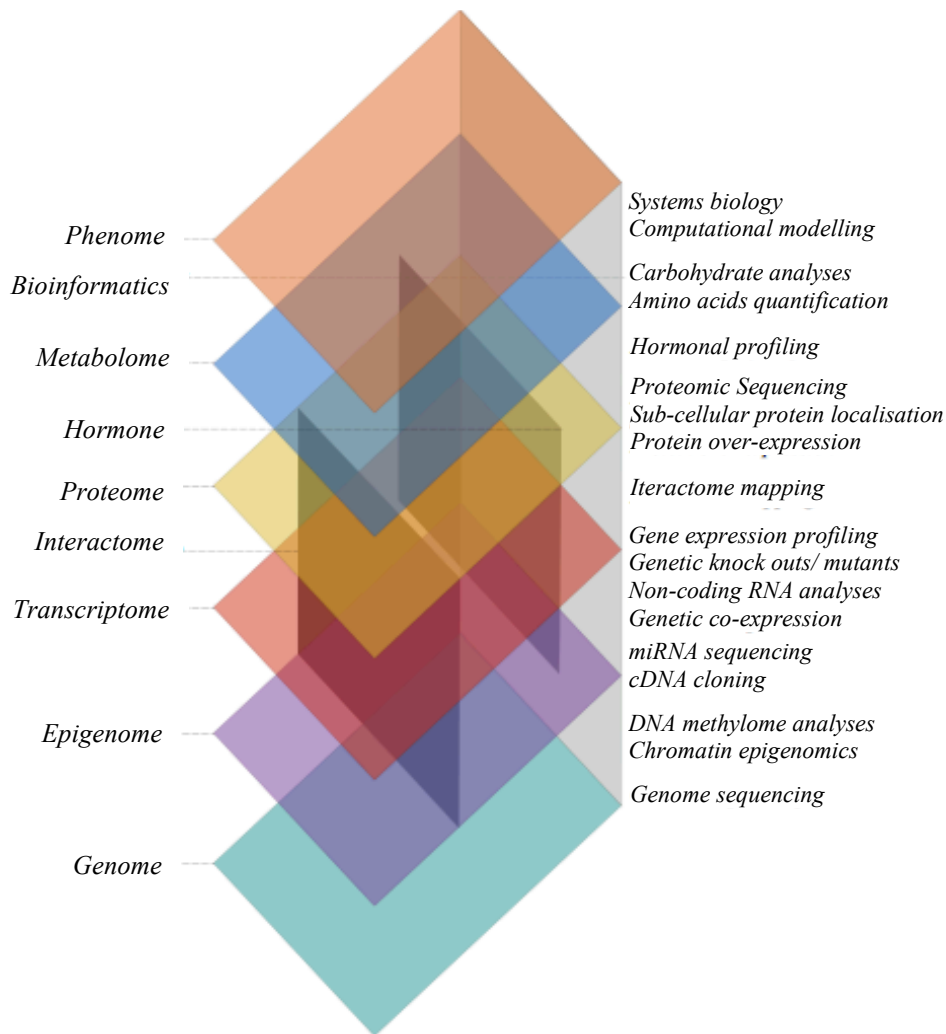 Phenome
Bioinformatics
Metabolome
Hormone
Proteome
Interactome
Transcriptome
Epigenome
Genome
Systems biology
Computational modelling
Carbohydrate analyses
Amino acids quantification
Hormonal profiling
Proteomic Sequencing
Sub-cellular protein localisation
Protein over-expression
Iteractome mapping
Gene expression profiling
Genetic knock outs/ mutants
Non-coding RNA analyses
Genetic co-expression
miRNA sequencing
cDNA cloning
DNA methylome analyses
Chromatin epigenomics
Genome sequencing